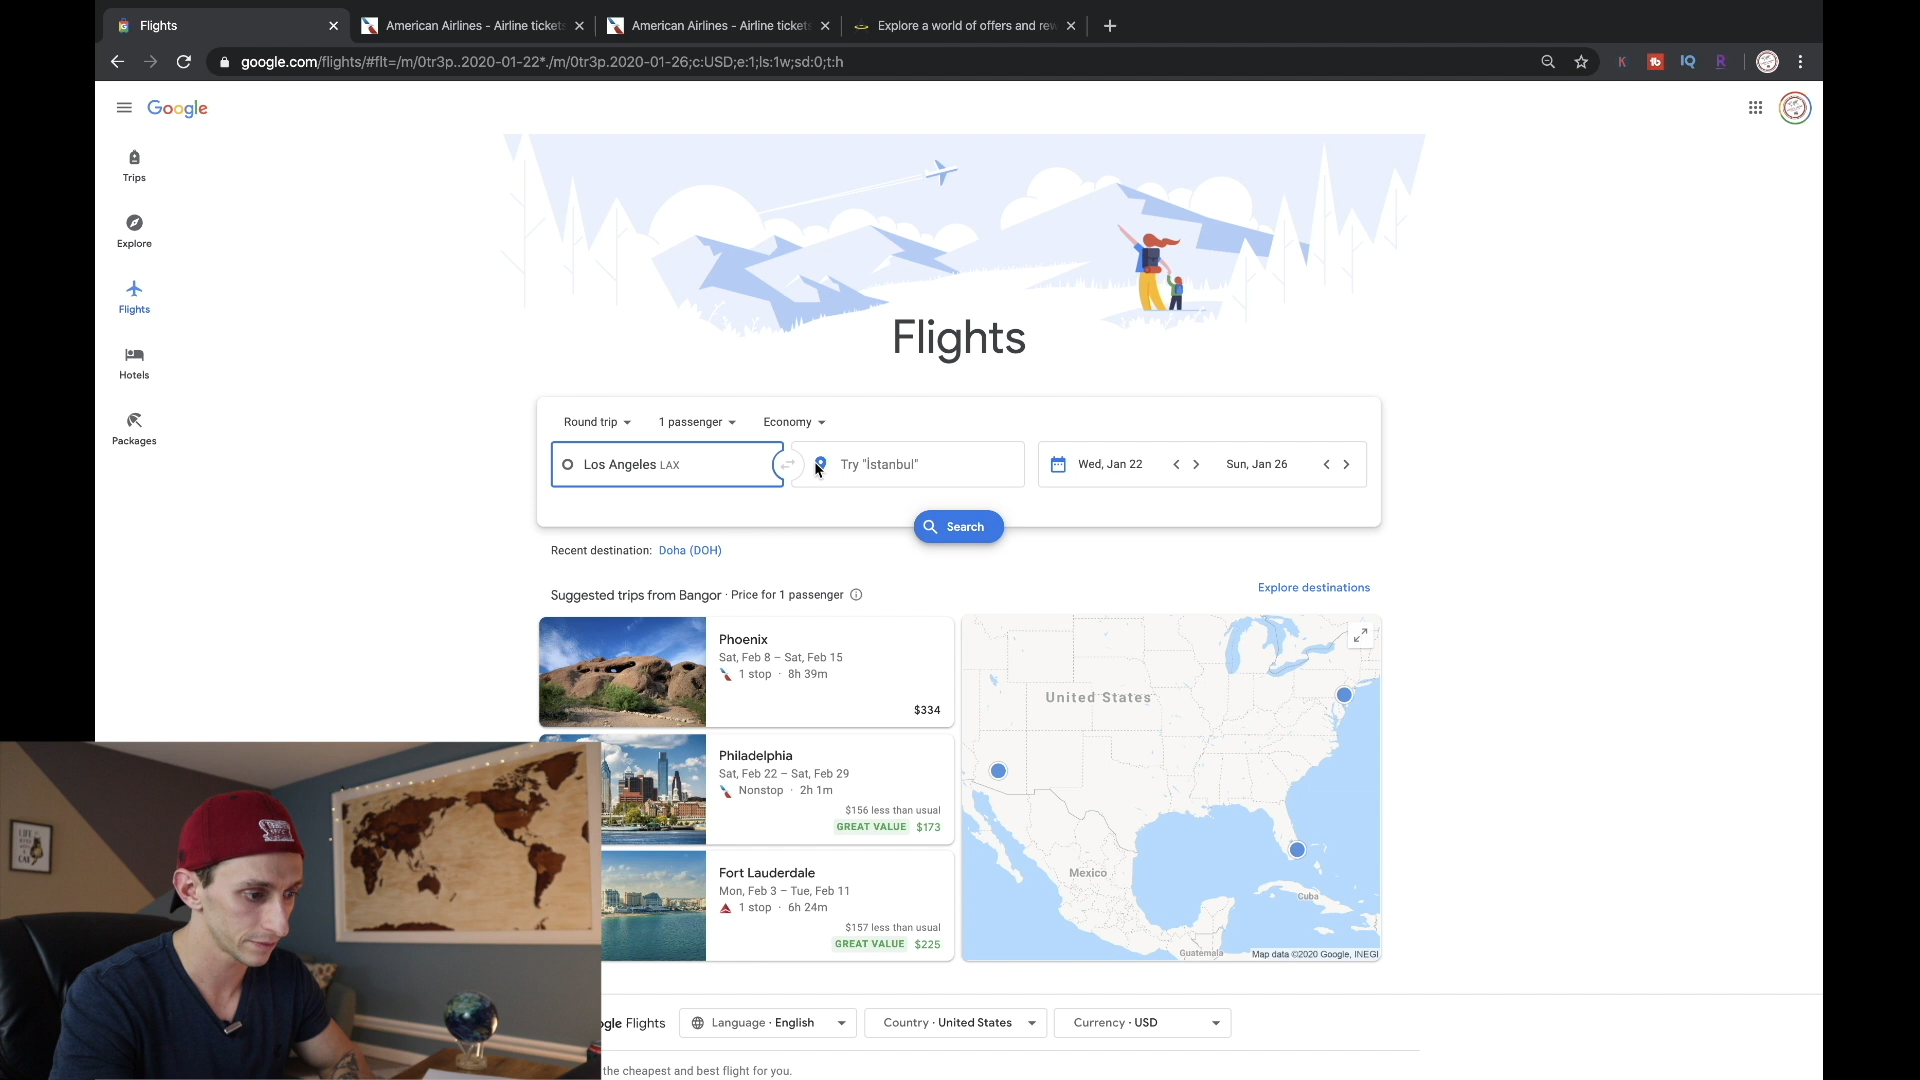 Flights
American Airlines - Airline tickets
American Airlines - Airline tickets
Explore a world of offers and rew
google.com/flights/#flt=/m/0tr3p..2020-01-22*./m/0tr3p.2020-01-26;c:USD;e:1;ls:1w;sd:0;t:h
K
tb
IQ
R
Google
Trips
Explore
Flights
Hotels
Packages
Flights
Round trip
1 passenger
Economy
Los Angeles LAX
Try "İstanbul"
Wed, Jan 22
Sun, Jan 26
Search
Recent destination: Doha (DOH)
Suggested trips from Bangor · Price for 1 passenger
Explore destinations
Phoenix
Sat, Feb 8 – Sat, Feb 15
1 stop · 8h 39m
$334
Philadelphia
Sat, Feb 22 – Sat, Feb 29
Nonstop · 2h 1m
$156 less than usual
GREAT VALUE $173
Fort Lauderdale
Mon, Feb 3 – Tue, Feb 11
1 stop · 6h 24m
$157 less than usual
GREAT VALUE $225
United States
Mexico
Cuba
Guatemala
Map data ©2020 Google, INEGI
LIFE
CAT
gle Flights
Language · English
Country · United States
Currency · USD
the cheapest and best flight for you.